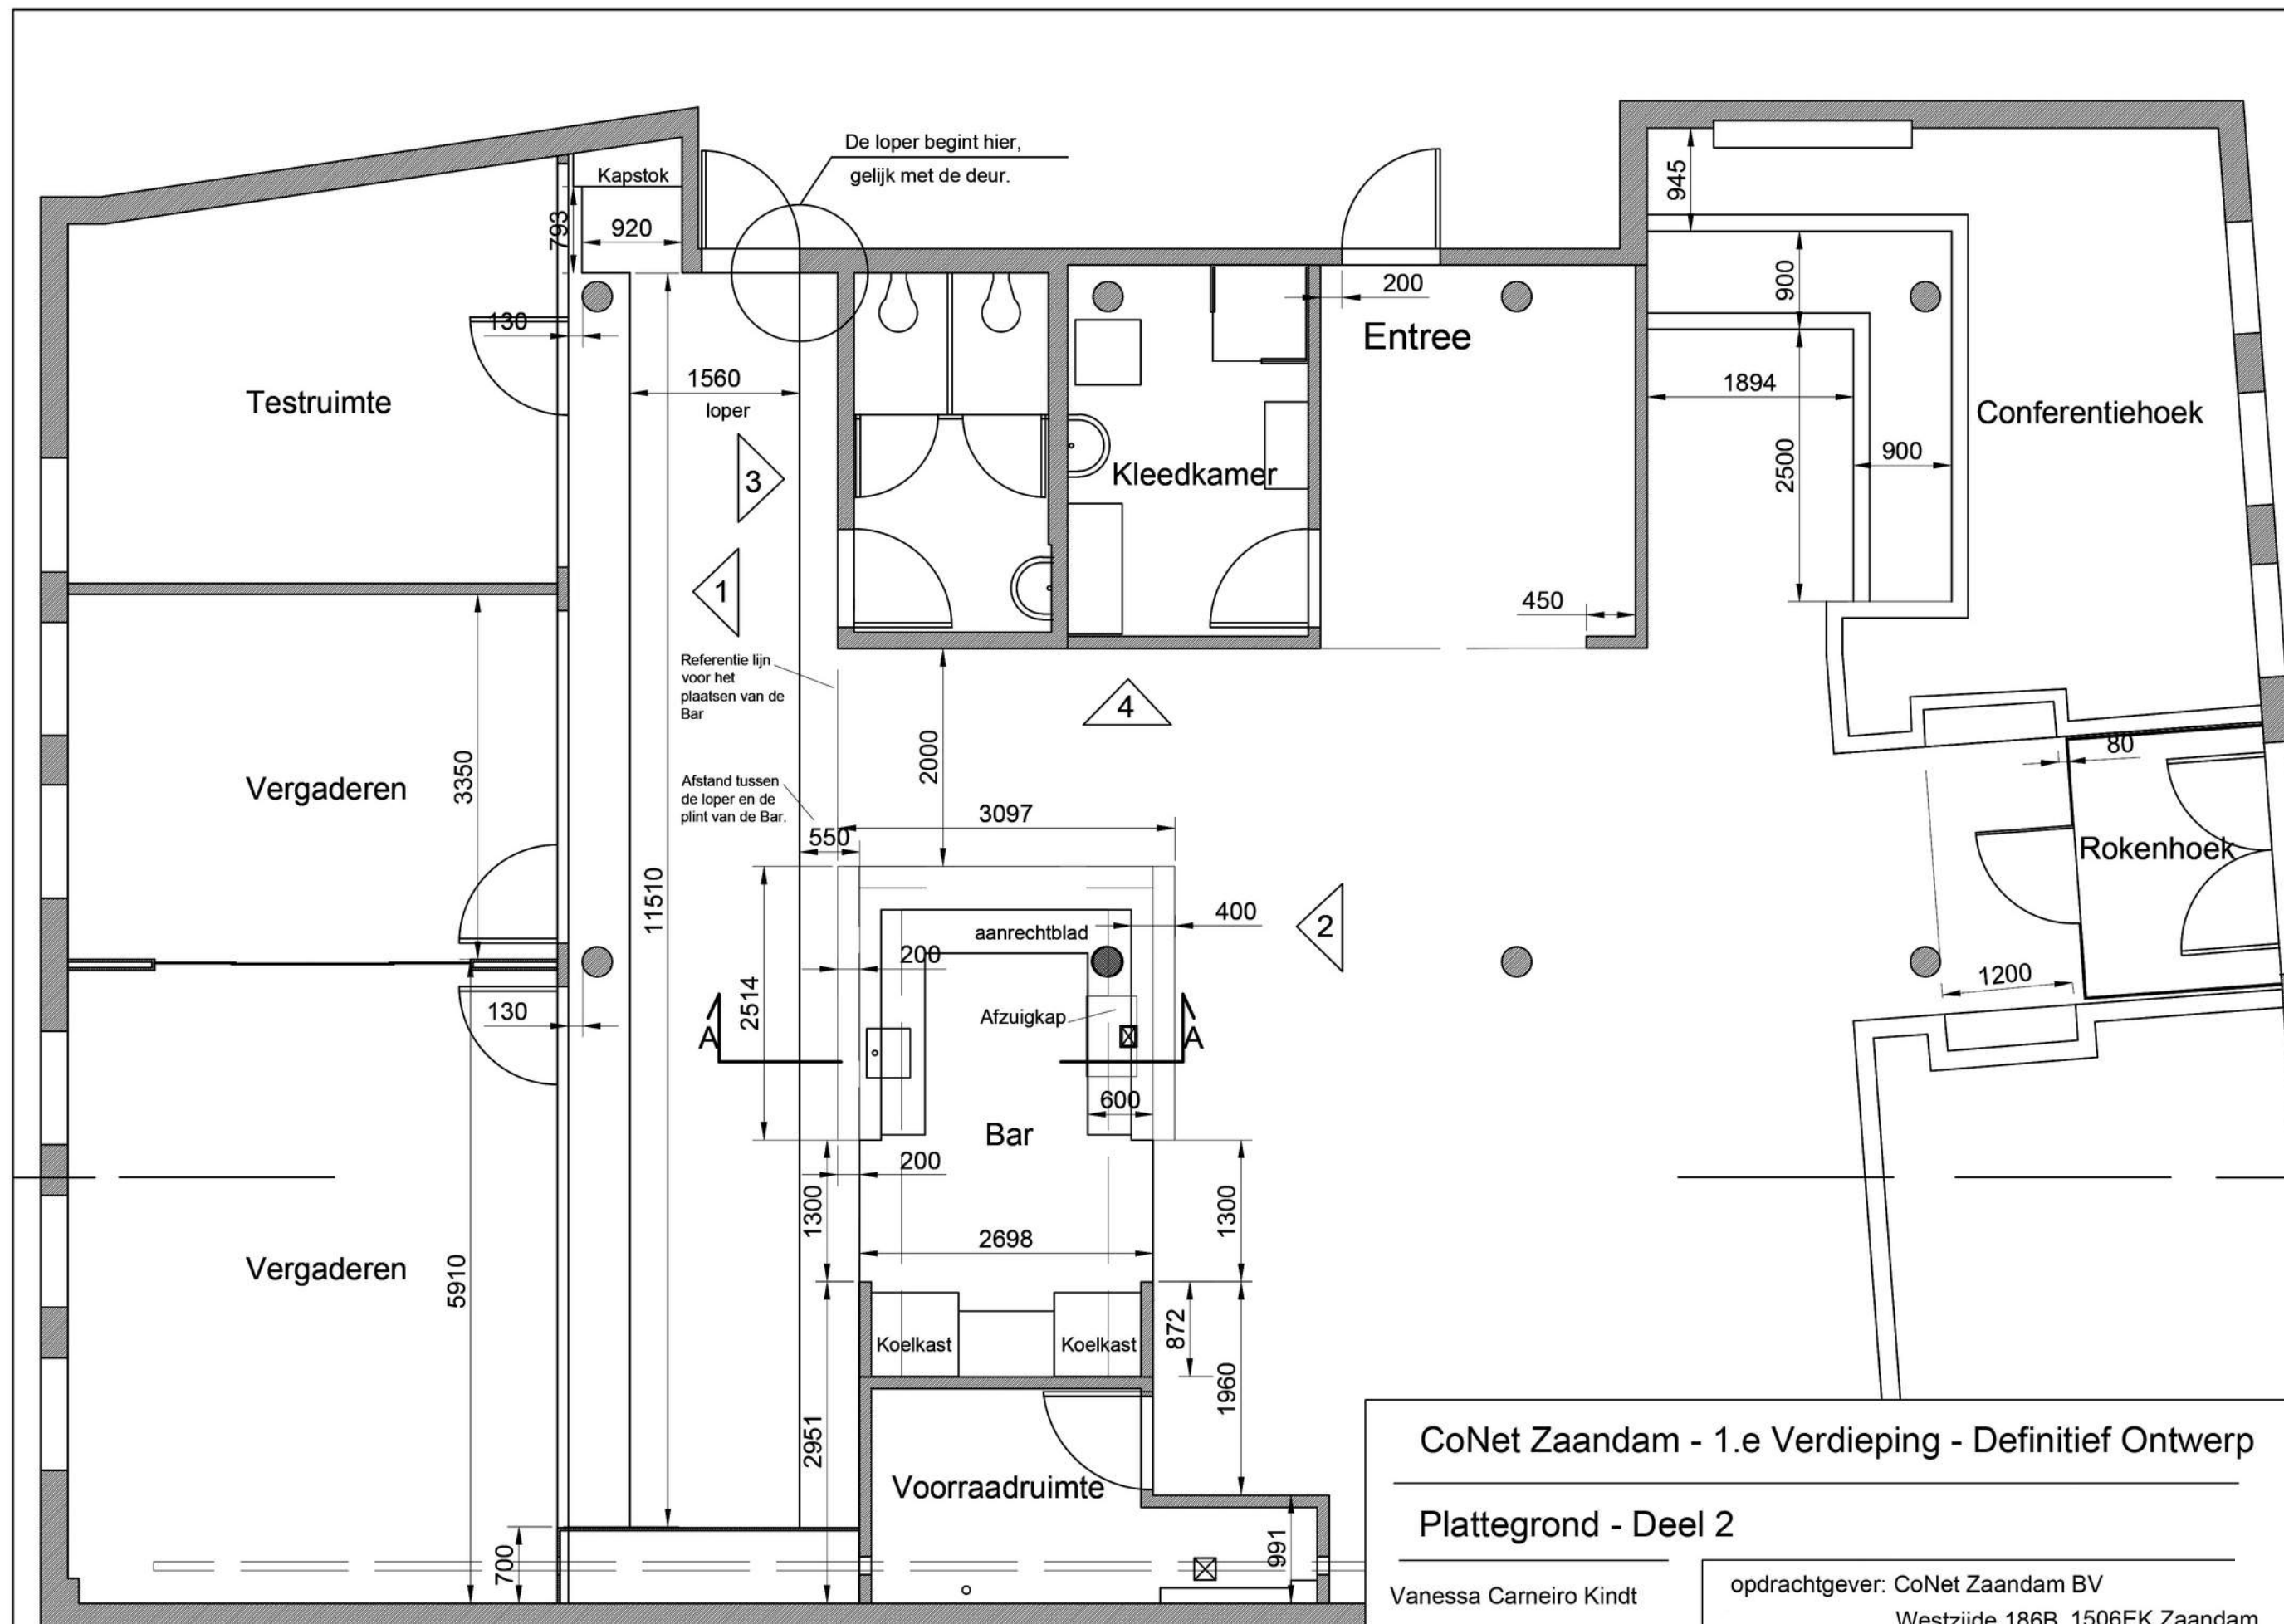 De loper begint hier,
gelijk met de deur.
Kapstok
793
920
945
200
900
130
Entree
1560
loper
1894
Testruimte
Conferentiehoek
2500
900
Kleedkamer
3
1
450
Referentie lijn
voor het
plaatsen van de
Bar
4
2000
80
3350
Vergaderen
Afstand tussen
de loper en de
plint van de Bar.
3097
550
Rokenhoek
11510
400
2
aanrechtblad
200
1200
2514
130
Afzuigkap
A
A
600
Bar
200
1300
1300
2698
Vergaderen
5910
872
Koelkast
Koelkast
1960
2951
CoNet Zaandam - 1.e Verdieping - Definitief Ontwerp
Voorraadruimte
Plattegrond - Deel 2
991
700
Vanessa Carneiro Kindt
opdrachtgever: CoNet Zaandam BV
Westzijde 186B, 1506EK Zaandam